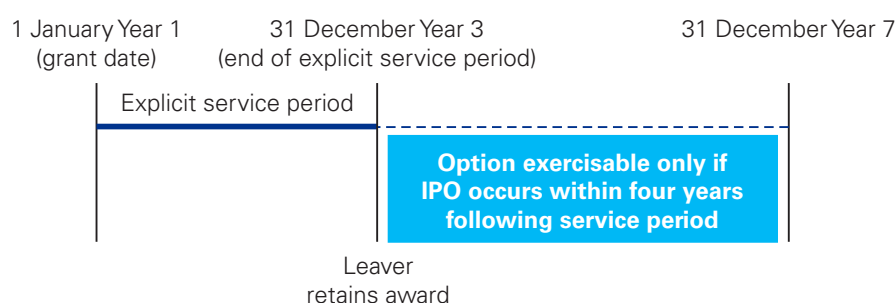 1 January Year 1
(grant date)
31 December Year 3
(end of explicit service period)
31 December Year 7
Explicit service period
Option exercisable only if
IPO occurs within four years
following service period
Leaver
retains award